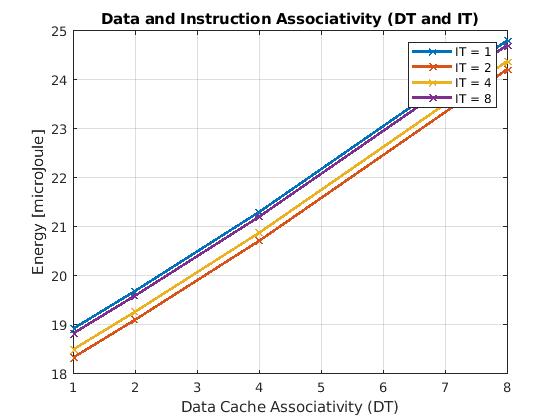 Data and Instruction Associativity (DT and IT)
25
24
23
22
21
20
19
18
Energy [microJoule]
IT = 1
IT = 2
IT = 4
IT = 8
1 2 3 4 5 6 7 8
Data Cache Associativity (DT)